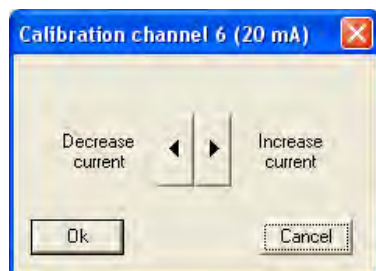 Calibration channel 6 (20 mA)
Decrease
current
Increase
current
Ok
Cancel